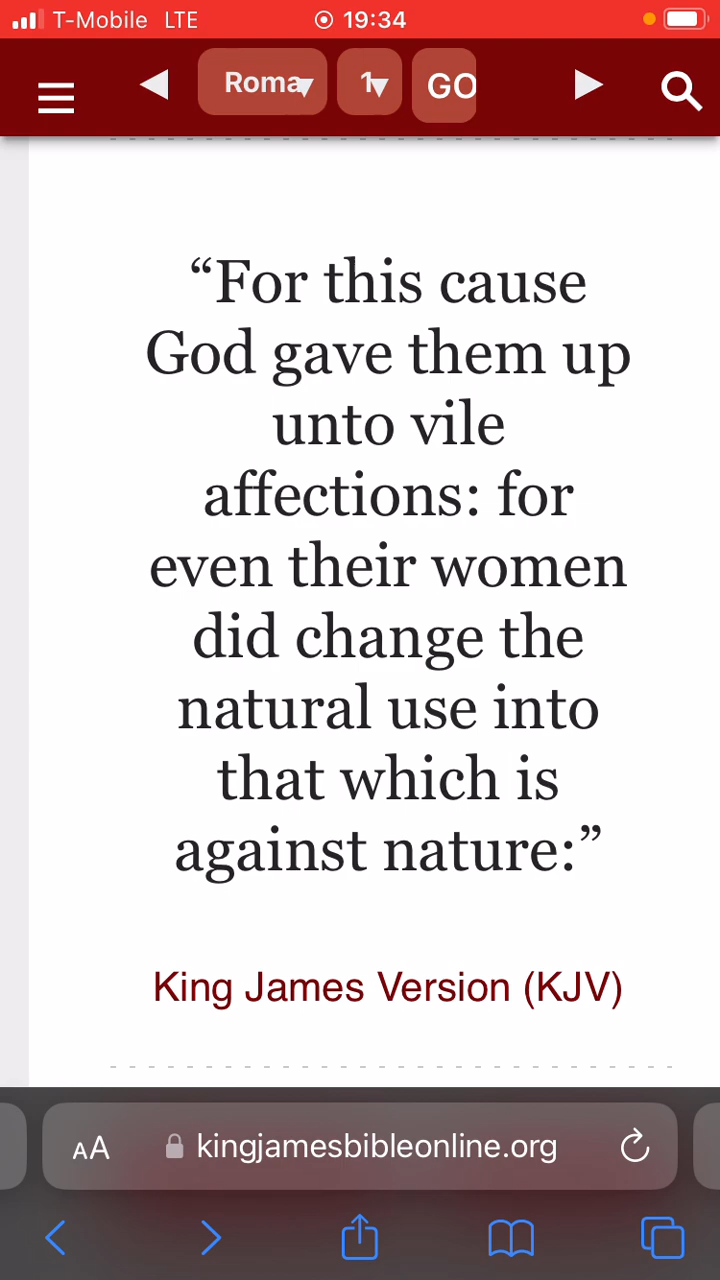 T-Mobile LTE 19:34
Roma 1 GO
“For this cause
God gave them up
unto vile
affections: for
even their women
did change the
natural use into
that which is
against nature:”
King James Version (KJV)
AA kingjamesbibleonline.org